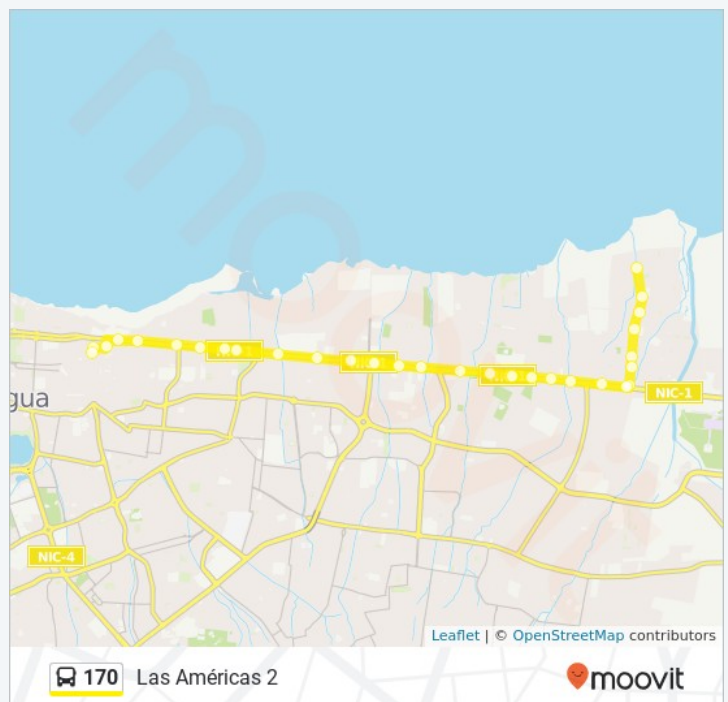 gua
NIC-1
NIC-4
Leaflet | © OpenStreetMap contributors
170 Las Américas 2
moovit